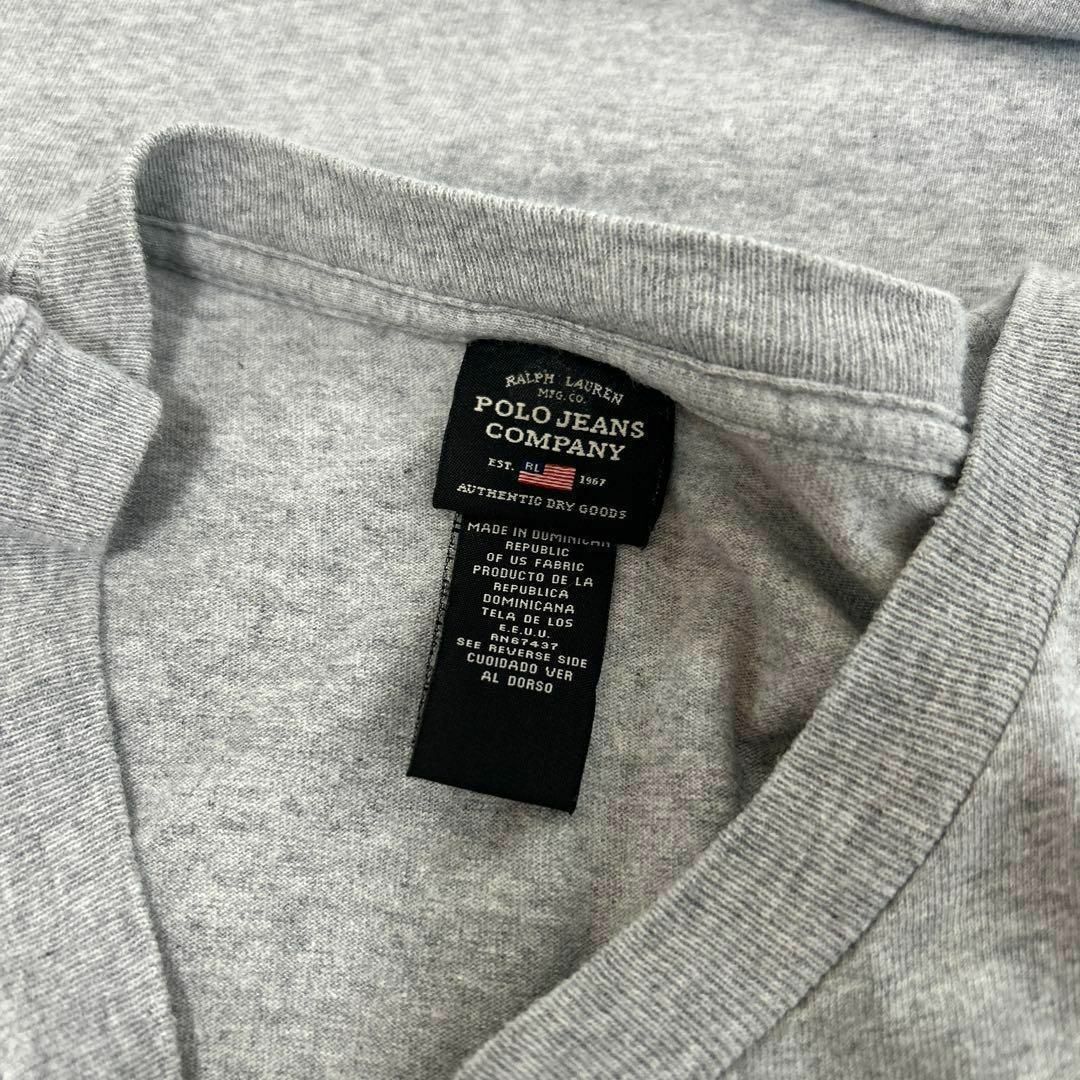 RALPH LAUREN
MFG. CO.
POLO JEANS
COMPANY
EST. RL 1967
AUTHENTIC DRY GOODS
MADE IN DOMINICAN
REPUBLIC
OF US FABRIC
PRODUCTO DE LA
REPUBLICA
DOMINICANA
TELA DE LOS
E.E.U.U.
RN67437
SEE REVERSE SIDE
CUOIDADO VER
AL DORSO